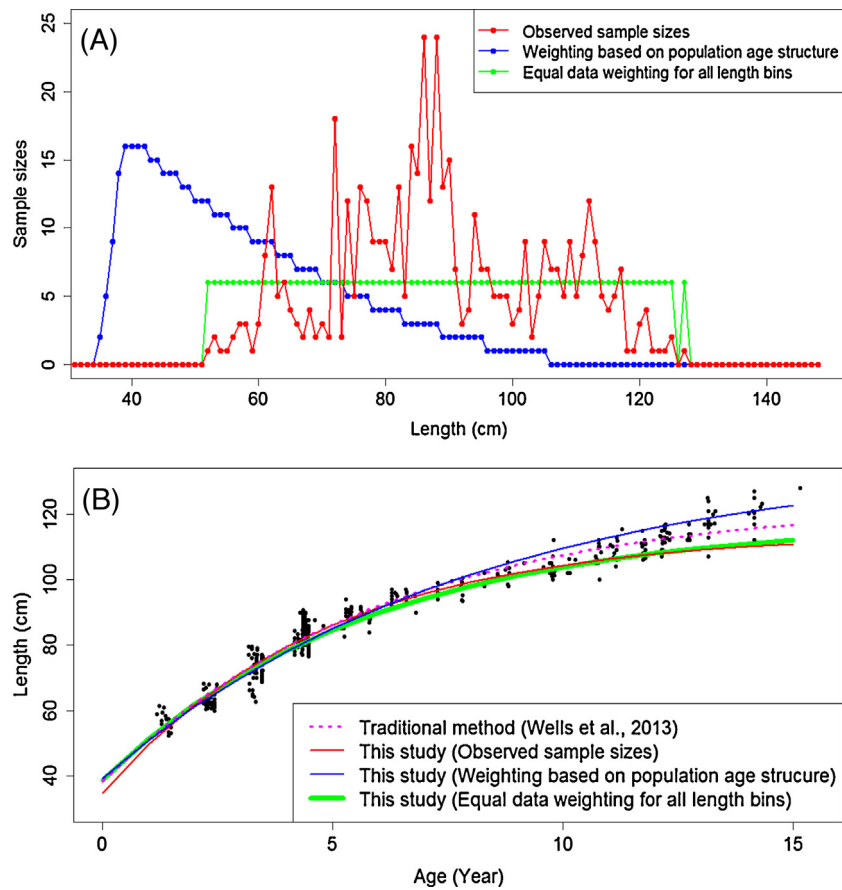 (A)
Observed sample sizes
Weighting based on population age structure
Equal data weighting for all length bins
Sample sizes
25
20
15
10
5
0
40 60 80 100 120 140
Length (cm)
(B)
Length (cm)
120
100
80
60
40
Traditional method (Wells et al., 2013)
This study (Observed sample sizes)
This study (Weighting based on population age strucure)
This study (Equal data weighting for all length bins)
0 5 10 15
Age (Year)